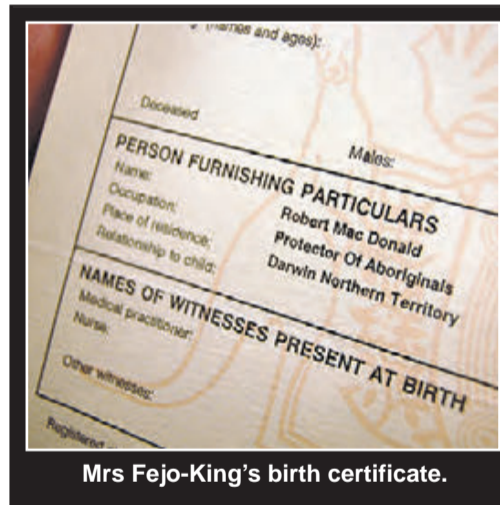 (names and ages):
Deceased
Males:
PERSON FURNISHING PARTICULARS
Name: Robert Mac Donald
Occupation: Protector Of Aboriginals
Place of residence: Darwin Northern Territory
Relationship to child:
NAMES OF WITNESSES PRESENT AT BIRTH
Medical practitioner:
Nurse:
Other witnesses:
Registered
Mrs Fejo-King's birth certificate.